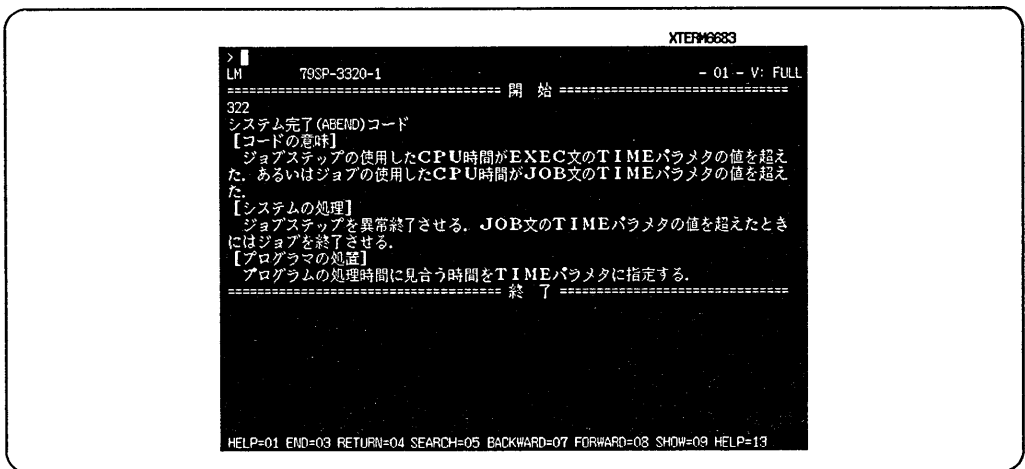 XTERM6683
>
LM 79SP-3320-1 - 01 - V: FULL
===================================== 開 始 ===============================
322
システム完了(ABEND)コード
【コードの意味】
ジョブステップの使用したCPU時間がEXEC文のTIMEパラメタの値を超え
た．あるいはジョブの使用したCPU時間がJOB文のTIMEパラメタの値を超え
た．
【システムの処理】
ジョブステップを異常終了させる．JOB文のTIMEパラメタの値を超えたとき
にはジョブを終了させる．
【プログラマの処置】
プログラムの処理時間に見合う時間をTIMEパラメタに指定する．
===================================== 終 了 ===============================
HELP=01 END=03 RETURN=04 SEARCH=05 BACKWARD=07 FORWARD=08 SHOW=09 HELP=13